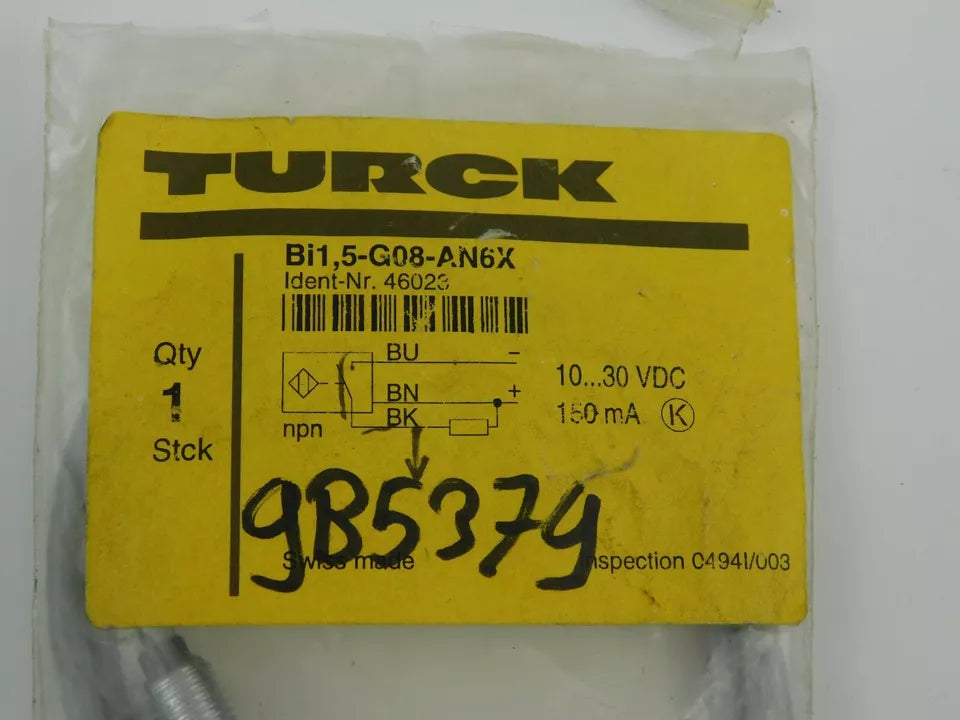 TURCK
Bi1,5-G08-AN6X
Ident-Nr. 46023
Qty
1
Stck
BU
−
BN
+
BK
npn
10...30 VDC
150 mA K
9B5379
Swiss made
Inspection 0494I/003